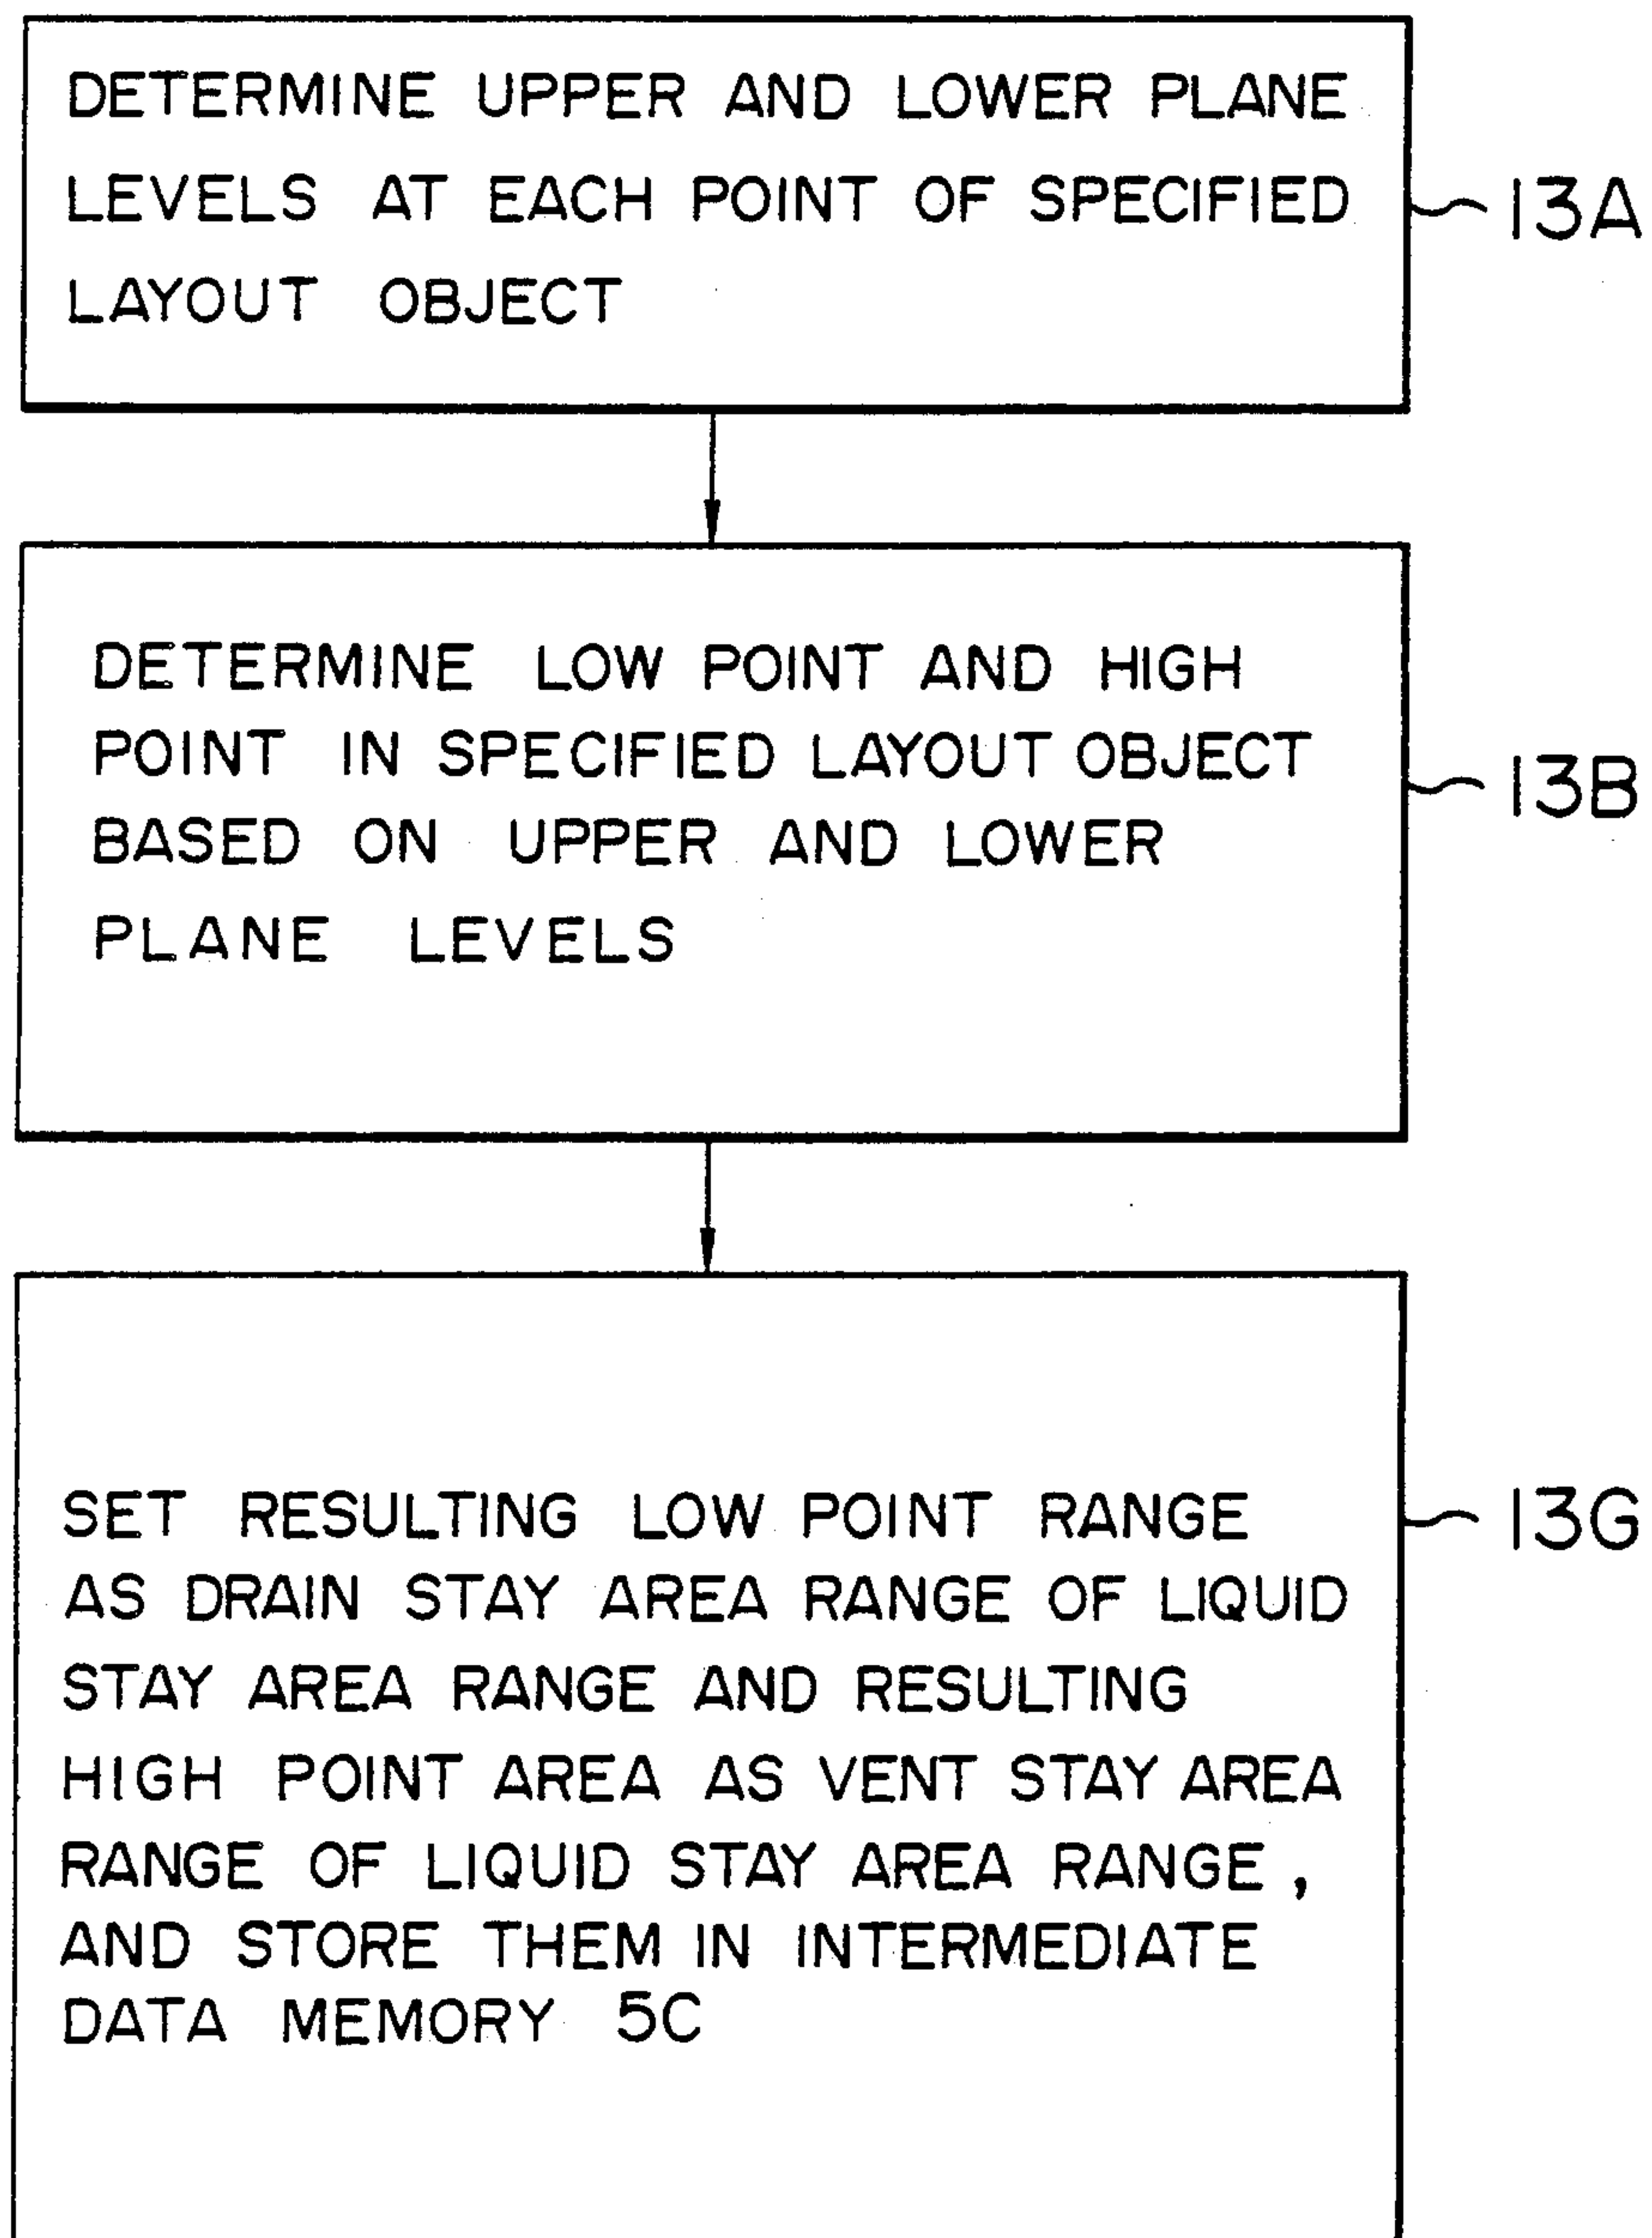 DETERMINE UPPER AND LOWER PLANE
LEVELS AT EACH POINT OF SPECIFIED
LAYOUT OBJECT
13A
DETERMINE LOW POINT AND HIGH
POINT IN SPECIFIED LAYOUT OBJECT
BASED ON UPPER AND LOWER
PLANE LEVELS
13B
SET RESULTING LOW POINT RANGE
AS DRAIN STAY AREA RANGE OF LIQUID
STAY AREA RANGE AND RESULTING
HIGH POINT AREA AS VENT STAY AREA
RANGE OF LIQUID STAY AREA RANGE,
AND STORE THEM IN INTERMEDIATE
DATA MEMORY 5C
13G